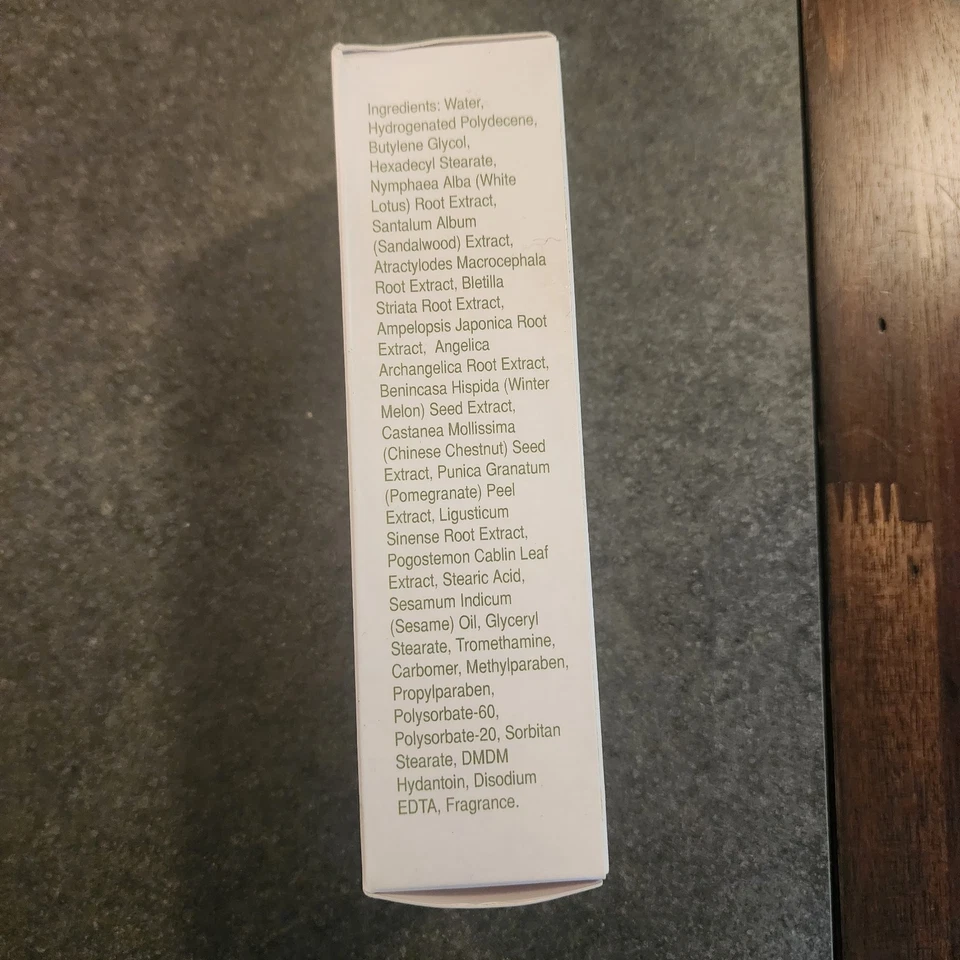 Ingredients: Water,
Hydrogenated Polydecene,
Butylene Glycol,
Hexadecyl Stearate,
Nymphaea Alba (White
Lotus) Root Extract,
Santalum Album
(Sandalwood) Extract,
Atractylodes Macrocephala
Root Extract, Bletilla
Striata Root Extract,
Ampelopsis Japonica Root
Extract, Angelica
Archangelica Root Extract,
Benincasa Hispida (Winter
Melon) Seed Extract,
Castanea Mollissima
(Chinese Chestnut) Seed
Extract, Punica Granatum
(Pomegranate) Peel
Extract, Ligusticum
Sinense Root Extract,
Pogostemon Cablin Leaf
Extract, Stearic Acid,
Sesamum Indicum
(Sesame) Oil, Glyceryl
Stearate, Tromethamine,
Carbomer, Methylparaben,
Propylparaben,
Polysorbate-60,
Polysorbate-20, Sorbitan
Stearate, DMDM
Hydantoin, Disodium
EDTA, Fragrance.